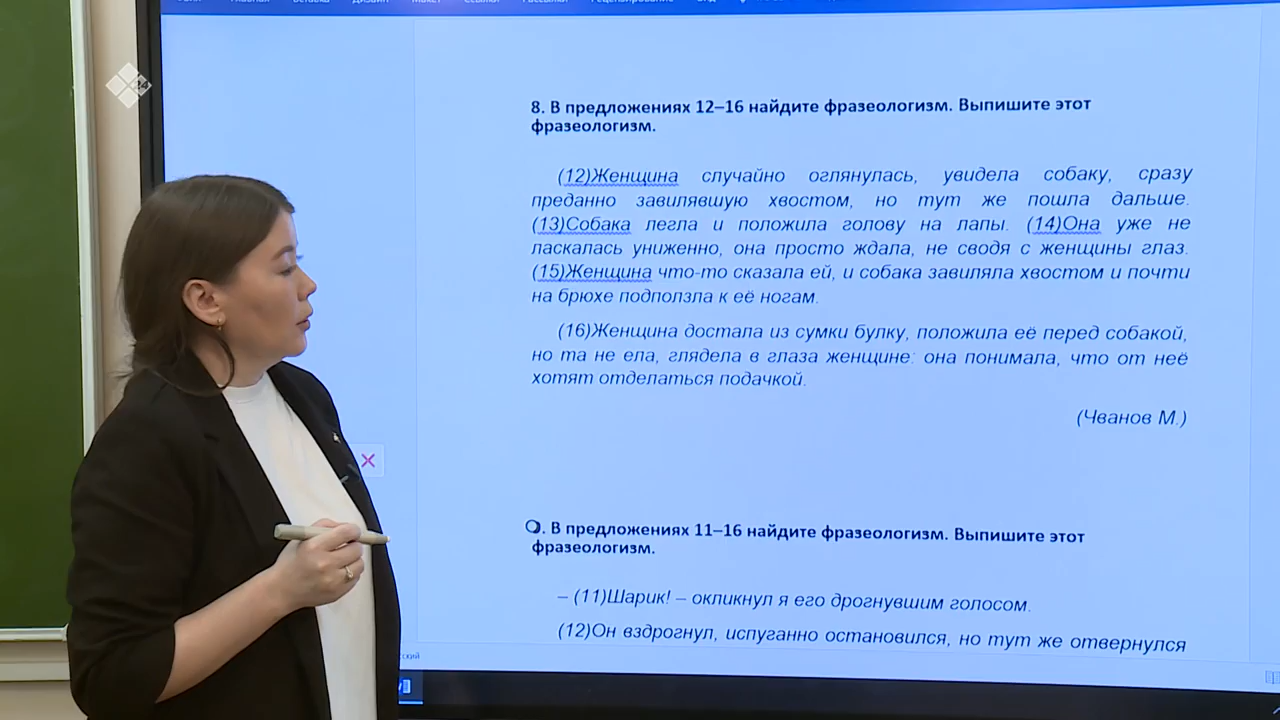 8. В предложениях 12–16 найдите фразеологизм. Выпишите этот
фразеологизм.
(12)Женщина случайно оглянулась, увидела собаку, сразу
преданно завилявшую хвостом, но тут же пошла дальше.
(13)Собака легла и положила голову на лапы. (14)Она уже не
ласкалась униженно, она просто ждала, не сводя с женщины глаз.
(15)Женщина что-то сказала ей, и собака завиляла хвостом и почти
на брюхе подползла к её ногам.
(16)Женщина достала из сумки булку, положила её перед собакой,
но та не ела, глядела в глаза женщине: она понимала, что от неё
хотят отделаться подачкой.
(Чванов М.)
. В предложениях 11–16 найдите фразеологизм. Выпишите этот
фразеологизм.
– (11)Шарик! – окликнул я его дрогнувшим голосом.
(12)Он вздрогнул, испуганно остановился, но тут же отвернулся